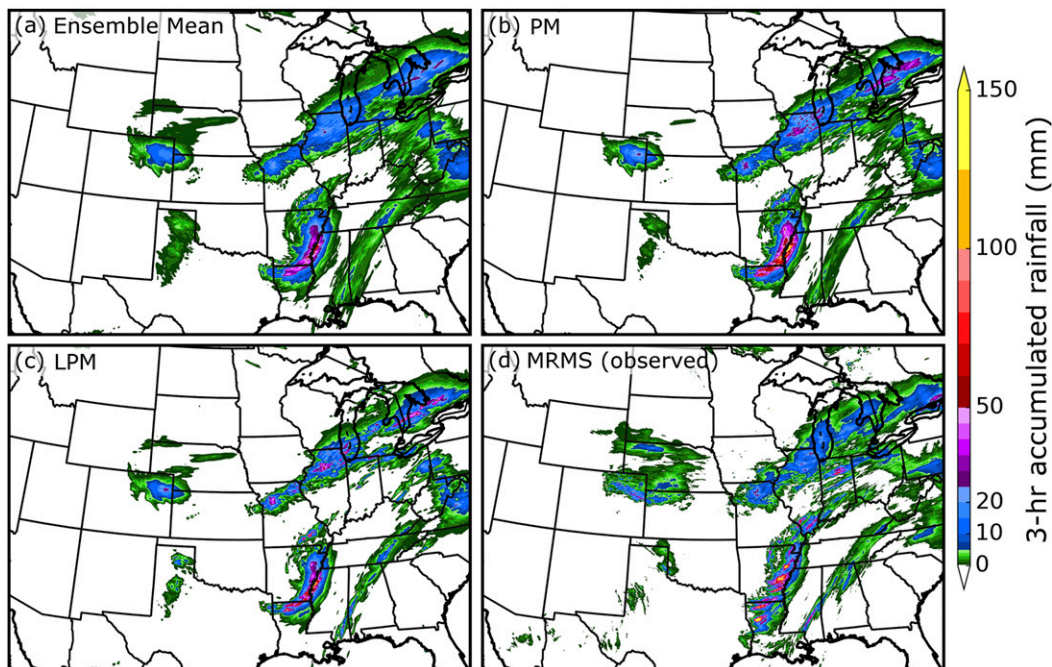 (a) Ensemble Mean
(b) PM
(c) LPM
(d) MRMS (observed)
150
100
50
20
10
0
3-hr accumulated rainfall (mm)